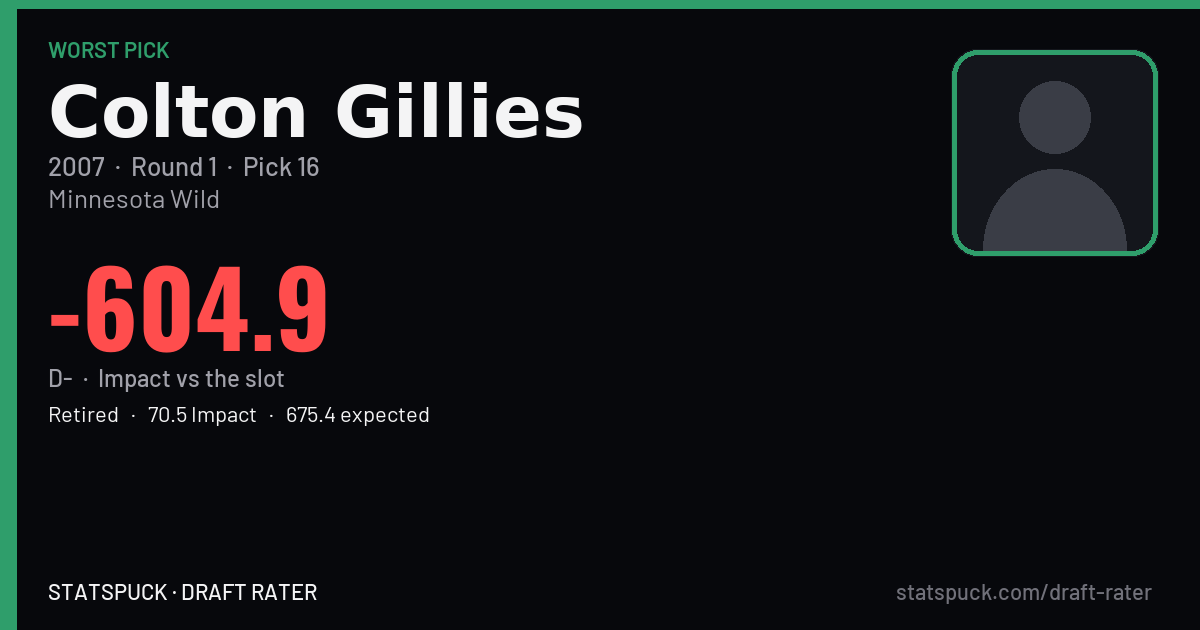 WORST PICK
Colton Gillies
2007 · Round 1 · Pick 16
Minnesota Wild
-604.9
D- · Impact vs the slot
Retired · 70.5 Impact · 675.4 expected
STATSPUCK · DRAFT RATER
statspuck.com/draft-rater